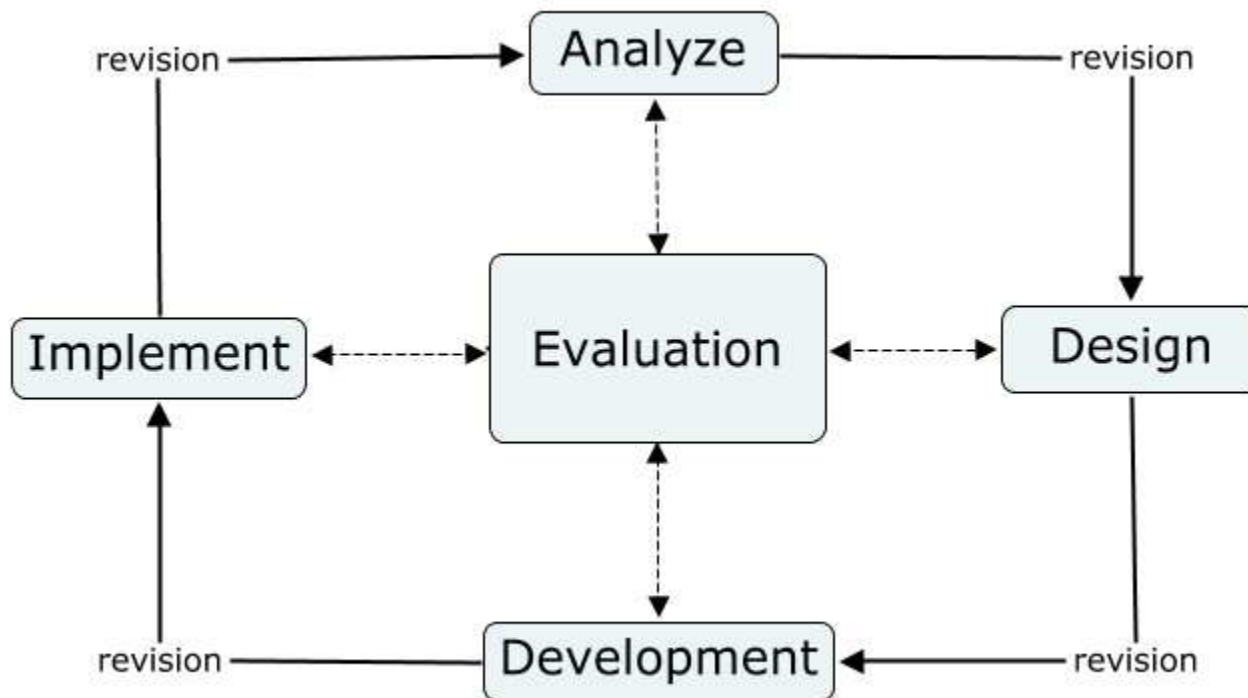 revision
Analyze
revision
Implement
Evaluation
Design
revision
Development
revision